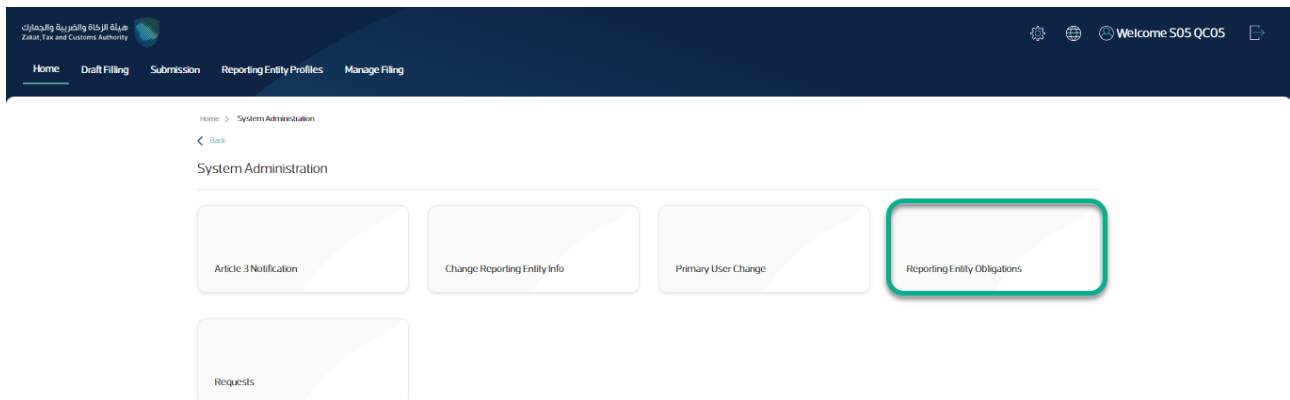 هيئة الزكاة والضريبة والجمارك
Zakat, Tax and Customs Authority
Welcome S05 QC05
Home Draft Filling Submission Reporting Entity Profiles Manage Filing
Home > System Administration
Back
System Administration
Article 3 Notification Change Reporting Entity Info Primary User Change Reporting Entity Obligations
Requests